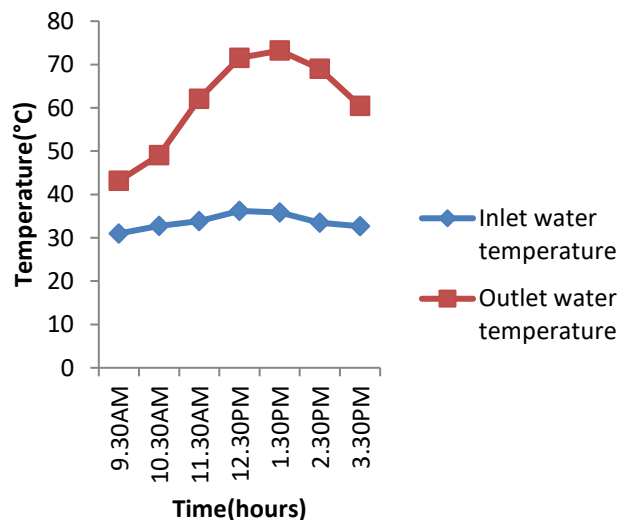 80
70
60
50
40
30
20
10
0
Temperature(°C)
9.30AM
10.30AM
11.30AM
12.30PM
1.30PM
2.30PM
3.30PM
Time(hours)
Inlet water
temperature
Outlet water
temperature